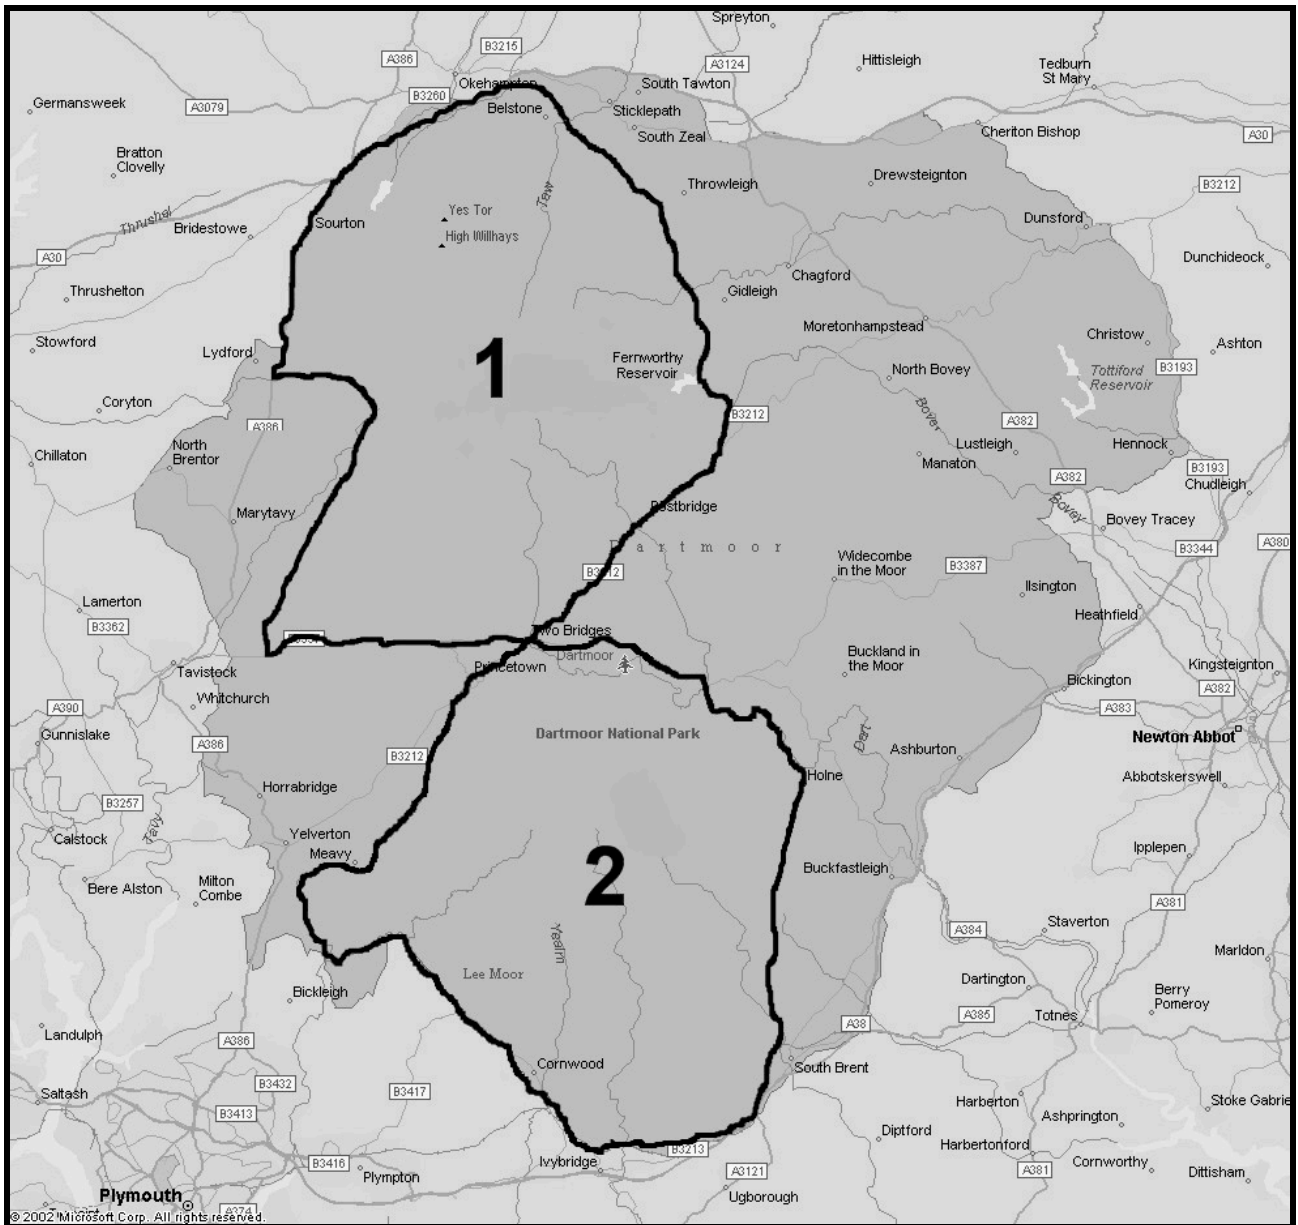 Spreyton
B3215
A386
A3124
Hittisleigh
Tedburn
St Mary
Okehampton
South Tawton
B3260
Germansweek
A3079
Belstone
Sticklepath
South Zeal
Cheriton Bishop
A30
Bratton
Clovelly
Throwleigh
Drewsteignton
B3212
Taw
Yes Tor
Thrushel
Sourton
Dunsford
Bridestowe
High Willhays
A30
Dunchideock
Chagford
Thrushelton
Gidleigh
Moretonhampstead
Christow
Stowford
Lydford
1
Fernworthy
Reservoir
Ashton
North Bovey
Tottiford
Reservoir
B3193
Coryton
Bovey
B3212
A382
A386
North
Brentor
Lustleigh
Hennock
Chillaton
Manaton
B3193
A382
Chudleigh
Marytavy
Postbridge
Bovey
Bovey Tracey
Dartmoor
A380
B3344
Widecombe
in the Moor
B3387
B3212
Ilsington
Lamerton
Heathfield
B3362
Two Bridges
B3357
Dartmoor
Buckland in
the Moor
Princetown
Kingsteignton
Tavistock
Bickington
A382
Whitchurch
A390
A383
Gunnislake
Dartmoor National Park
Dart
Newton Abbot
A386
B3212
Ashburton
Holne
Abbotskerswell
Horrabridge
B3257
Tavy
Calstock
Yelverton
Meavy
Ipplepen
2
Buckfastleigh
Bere Alston
Milton
Combe
A381
Staverton
A384
Yealm
Marldon
Lee Moor
Dartington
Bickleigh
Berry
Pomeroy
A385
Totnes
Landulph
A38
A386
Cornwood
South Brent
B3432
B3417
Saltash
Harberton
Stoke Gabrie
B3413
Ashprington
Diptford
Harbertonford
B3213
B3416
Ivybridge
Cornworthy
A3121
A381
Plympton
Dittisham
Plymouth
Ugborough
A374
© 2002 Microsoft Corp. All rights reserved.